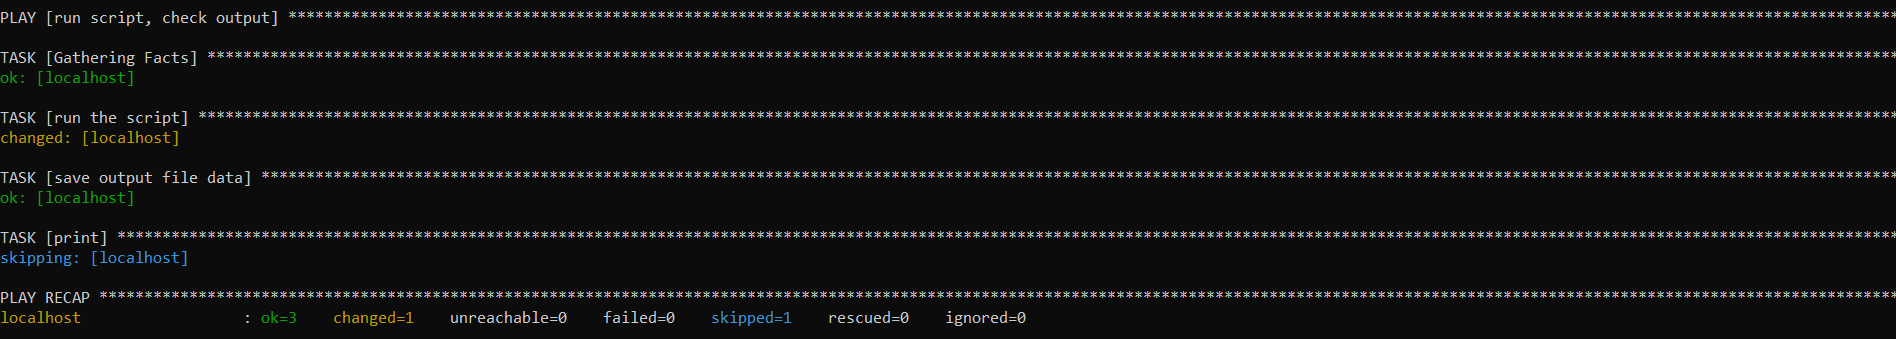 PLAY [run script, check output] ***********************************************************************************************************************************************************************************
TASK [Gathering Facts] ********************************************************************************************************************************************************************************************
ok: [localhost]
TASK [run the script] *********************************************************************************************************************************************************************************************
changed: [localhost]
TASK [save output file data] **************************************************************************************************************************************************************************************
ok: [localhost]
TASK [print] ******************************************************************************************************************************************************************************************************
skipping: [localhost]
PLAY RECAP ********************************************************************************************************************************************************************************************************
localhost                  : ok=3    changed=1    unreachable=0    failed=0    skipped=1    rescued=0    ignored=0